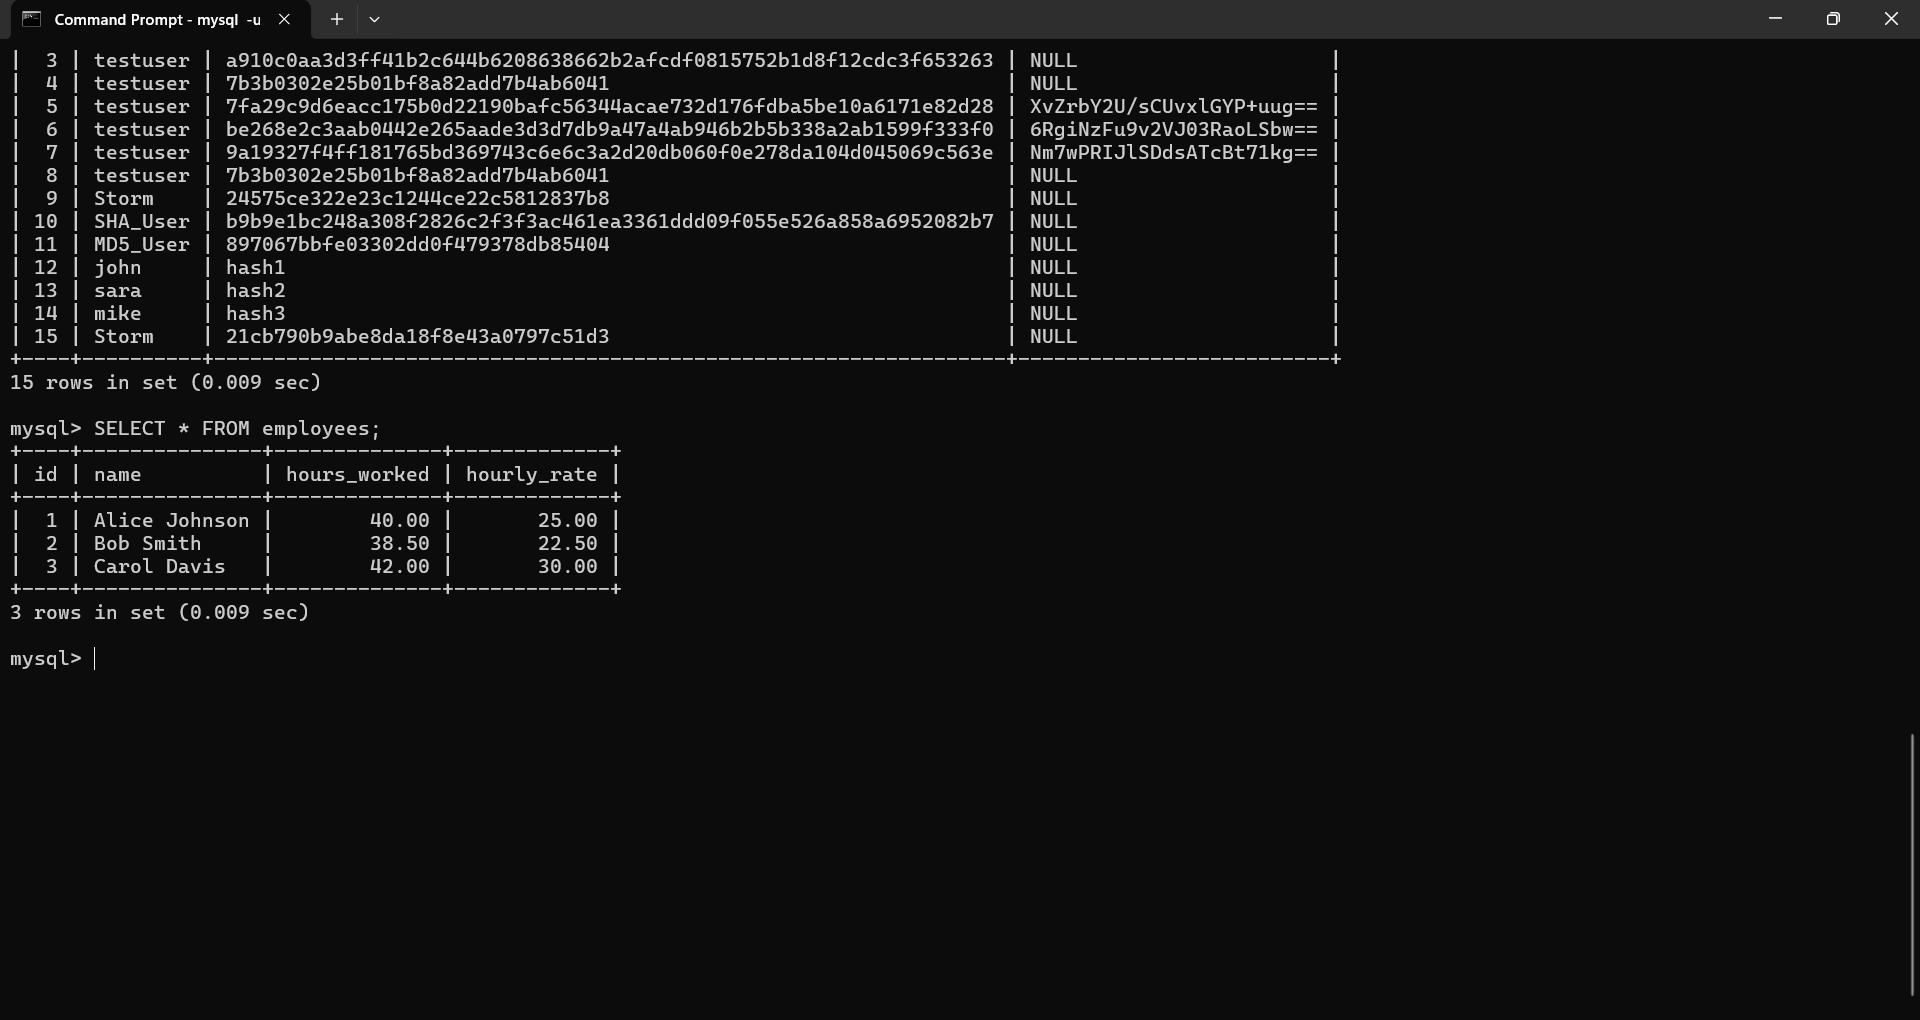 Command Prompt - mysql  -u
|  3 | testuser | a910c0aa3d3ff41b2c644b6208638662b2afcdf0815752b1d8f12cdc3f653263 | NULL                     |
|  4 | testuser | 7b3b0302e25b01bf8a82add7b4ab6041                                 | NULL                     |
|  5 | testuser | 7fa29c9d6eacc175b0d22190bafc56344acae732d176fdba5be10a6171e82d28 | XvZrbY2U/sCUvxlGYP+uug== |
|  6 | testuser | be268e2c3aab0442e265aade3d3d7db9a47a4ab946b2b5b338a2ab1599f333f0 | 6RgiNzFu9v2VJ03RaoLSbw== |
|  7 | testuser | 9a19327f4ff181765bd369743c6e6c3a2d20db060f0e278da104d045069c563e | Nm7wPRIJlSDdsATcBt71kg== |
|  8 | testuser | 7b3b0302e25b01bf8a82add7b4ab6041                                 | NULL                     |
|  9 | Storm    | 24575ce322e23c1244ce22c5812837b8                                 | NULL                     |
| 10 | SHA_User | b9b9e1bc248a308f2826c2f3f3ac461ea3361ddd09f055e526a858a6952082b7 | NULL                     |
| 11 | MD5_User | 897067bbfe03302dd0f479378db85404                                 | NULL                     |
| 12 | john     | hash1                                                            | NULL                     |
| 13 | sara     | hash2                                                            | NULL                     |
| 14 | mike     | hash3                                                            | NULL                     |
| 15 | Storm    | 21cb790b9abe8da18f8e43a0797c51d3                                 | NULL                     |
+----+----------+------------------------------------------------------------------+--------------------------+
15 rows in set (0.009 sec)
mysql> SELECT * FROM employees;
+----+---------------+--------------+-------------+
| id | name          | hours_worked | hourly_rate |
+----+---------------+--------------+-------------+
|  1 | Alice Johnson |        40.00 |       25.00 |
|  2 | Bob Smith     |        38.50 |       22.50 |
|  3 | Carol Davis   |        42.00 |       30.00 |
+----+---------------+--------------+-------------+
3 rows in set (0.009 sec)
mysql>